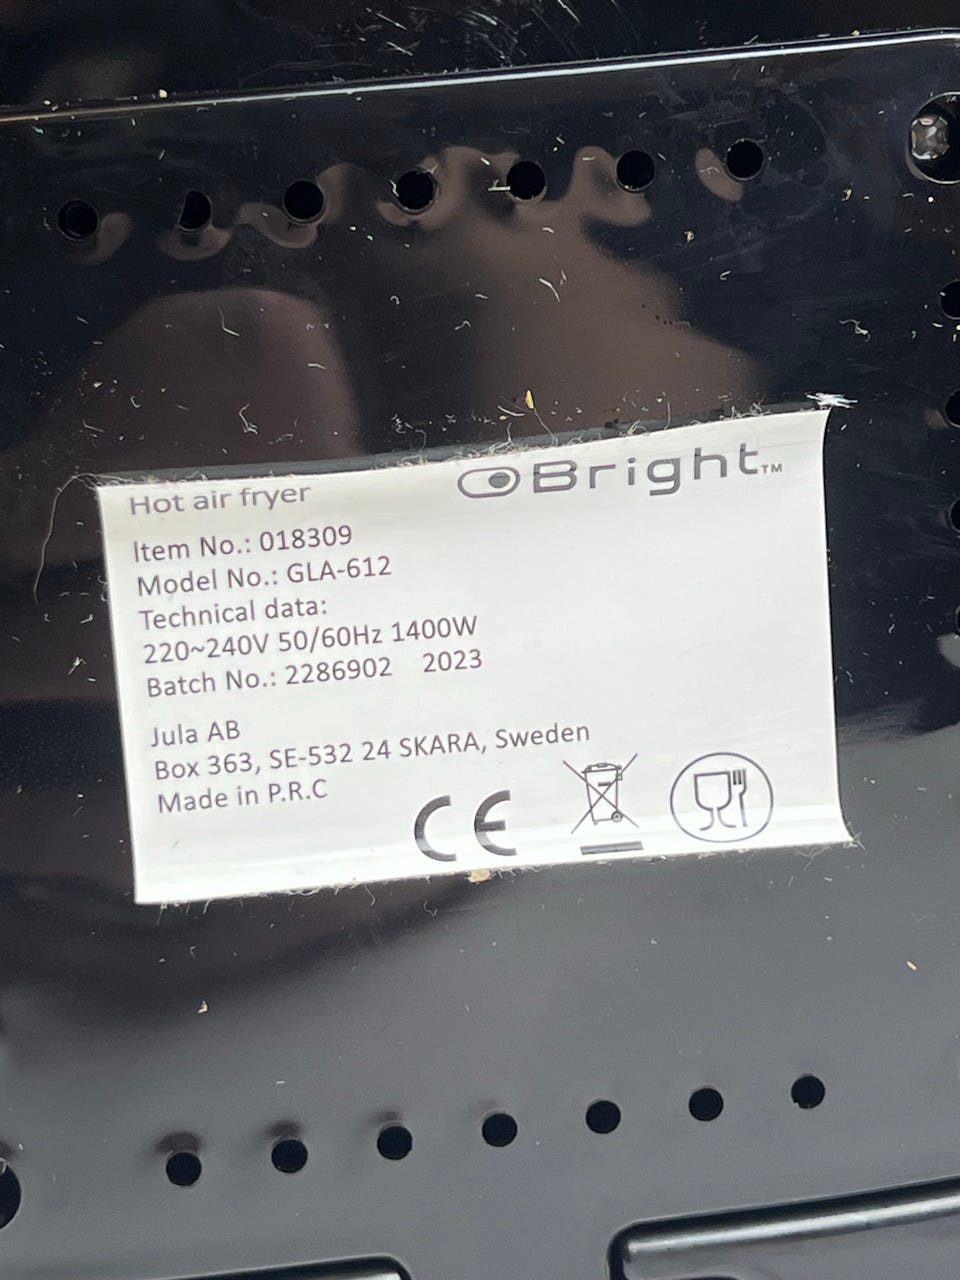 Hot air fryer
Bright™
Item No.: 018309
Model No.: GLA-612
Technical data:
220~240V 50/60Hz 1400W
Batch No.: 2286902 2023
Jula AB
Box 363, SE-532 24 SKARA, Sweden
Made in P.R.C
CE